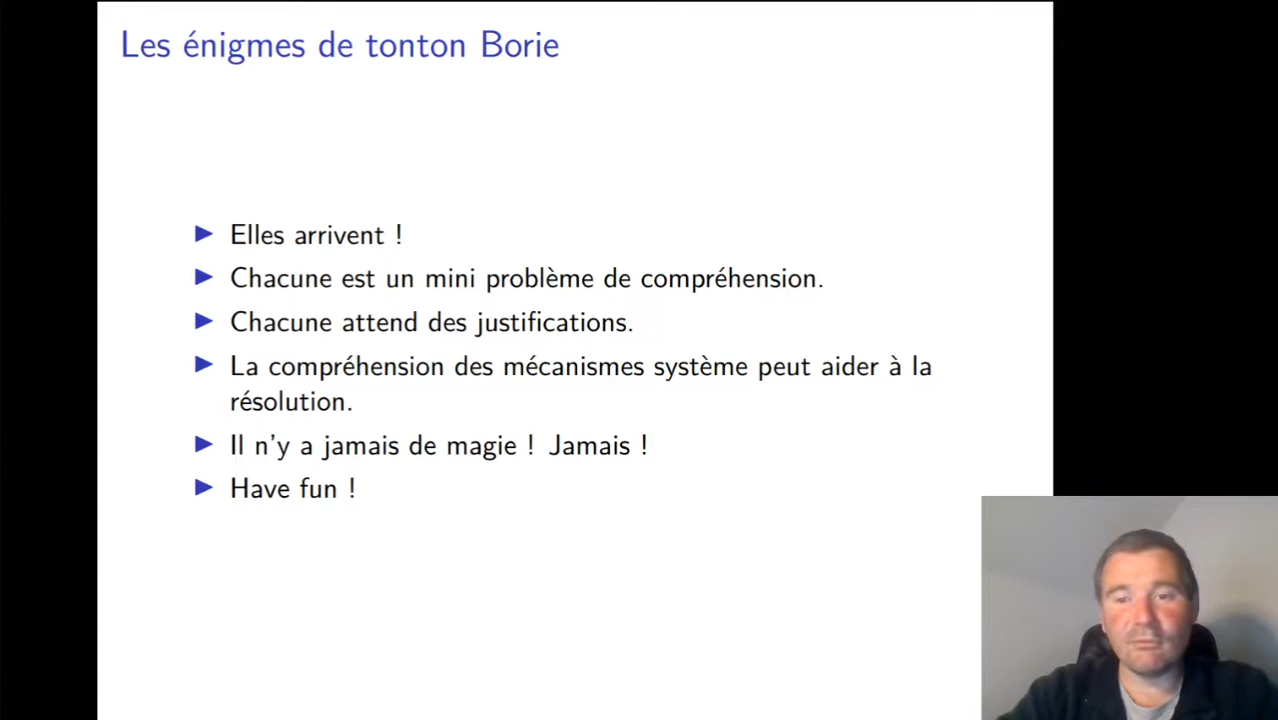 Les énigmes de tonton Borie
Elles arrivent !
Chacune est un mini problème de compréhension.
Chacune attend des justifications.
La compréhension des mécanismes système peut aider à la
résolution.
Il n'y a jamais de magie ! Jamais !
Have fun !